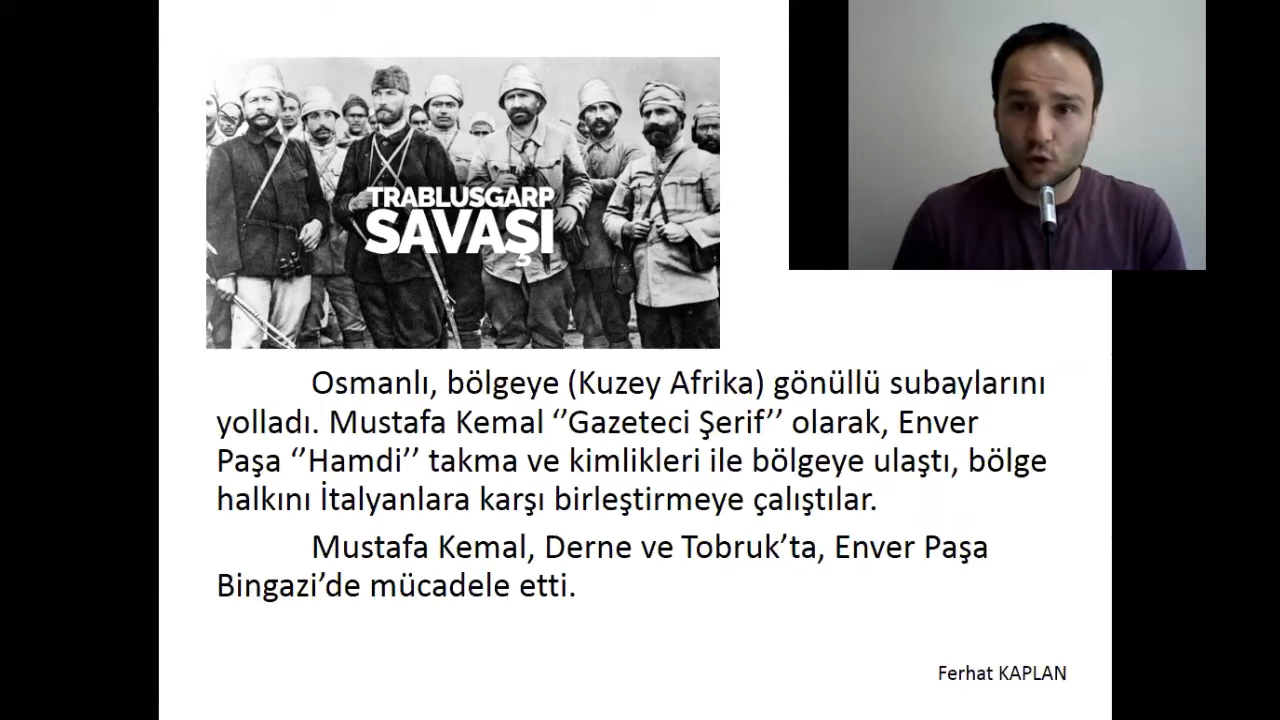 TRABLUSGARP
SAVAŞI
Osmanlı, bölgeye (Kuzey Afrika) gönüllü subaylarını
yolladı. Mustafa Kemal ‘’Gazeteci Şerif’’ olarak, Enver
Paşa ‘’Hamdi’’ takma ve kimlikleri ile bölgeye ulaştı, bölge
halkını İtalyanlara karşı birleştirmeye çalıştılar.
Mustafa Kemal, Derne ve Tobruk’ta, Enver Paşa
Bingazi’de mücadele etti.
Ferhat KAPLAN